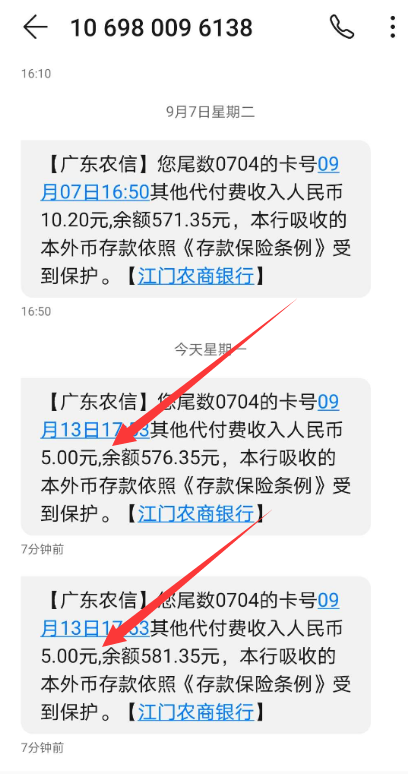 10 698 009 6138
16:10
9月7日星期二
【广东农信】您尾数0704的卡号09
月07日16:50其他代付费收入人民币
10.20元,余额571.35元，本行吸收的
本外币存款依照《存款保险条例》受
到保护。【江门农商银行】
16:50
今天星期一
【广东农信】您尾数0704的卡号09
月13日17:53其他代付费收入人民币
5.00元,余额576.35元，本行吸收的
本外币存款依照《存款保险条例》受
到保护。【江门农商银行】
7分钟前
【广东农信】您尾数0704的卡号09
月13日17:53其他代付费收入人民币
5.00元,余额581.35元，本行吸收的
本外币存款依照《存款保险条例》受
到保护。【江门农商银行】
7分钟前